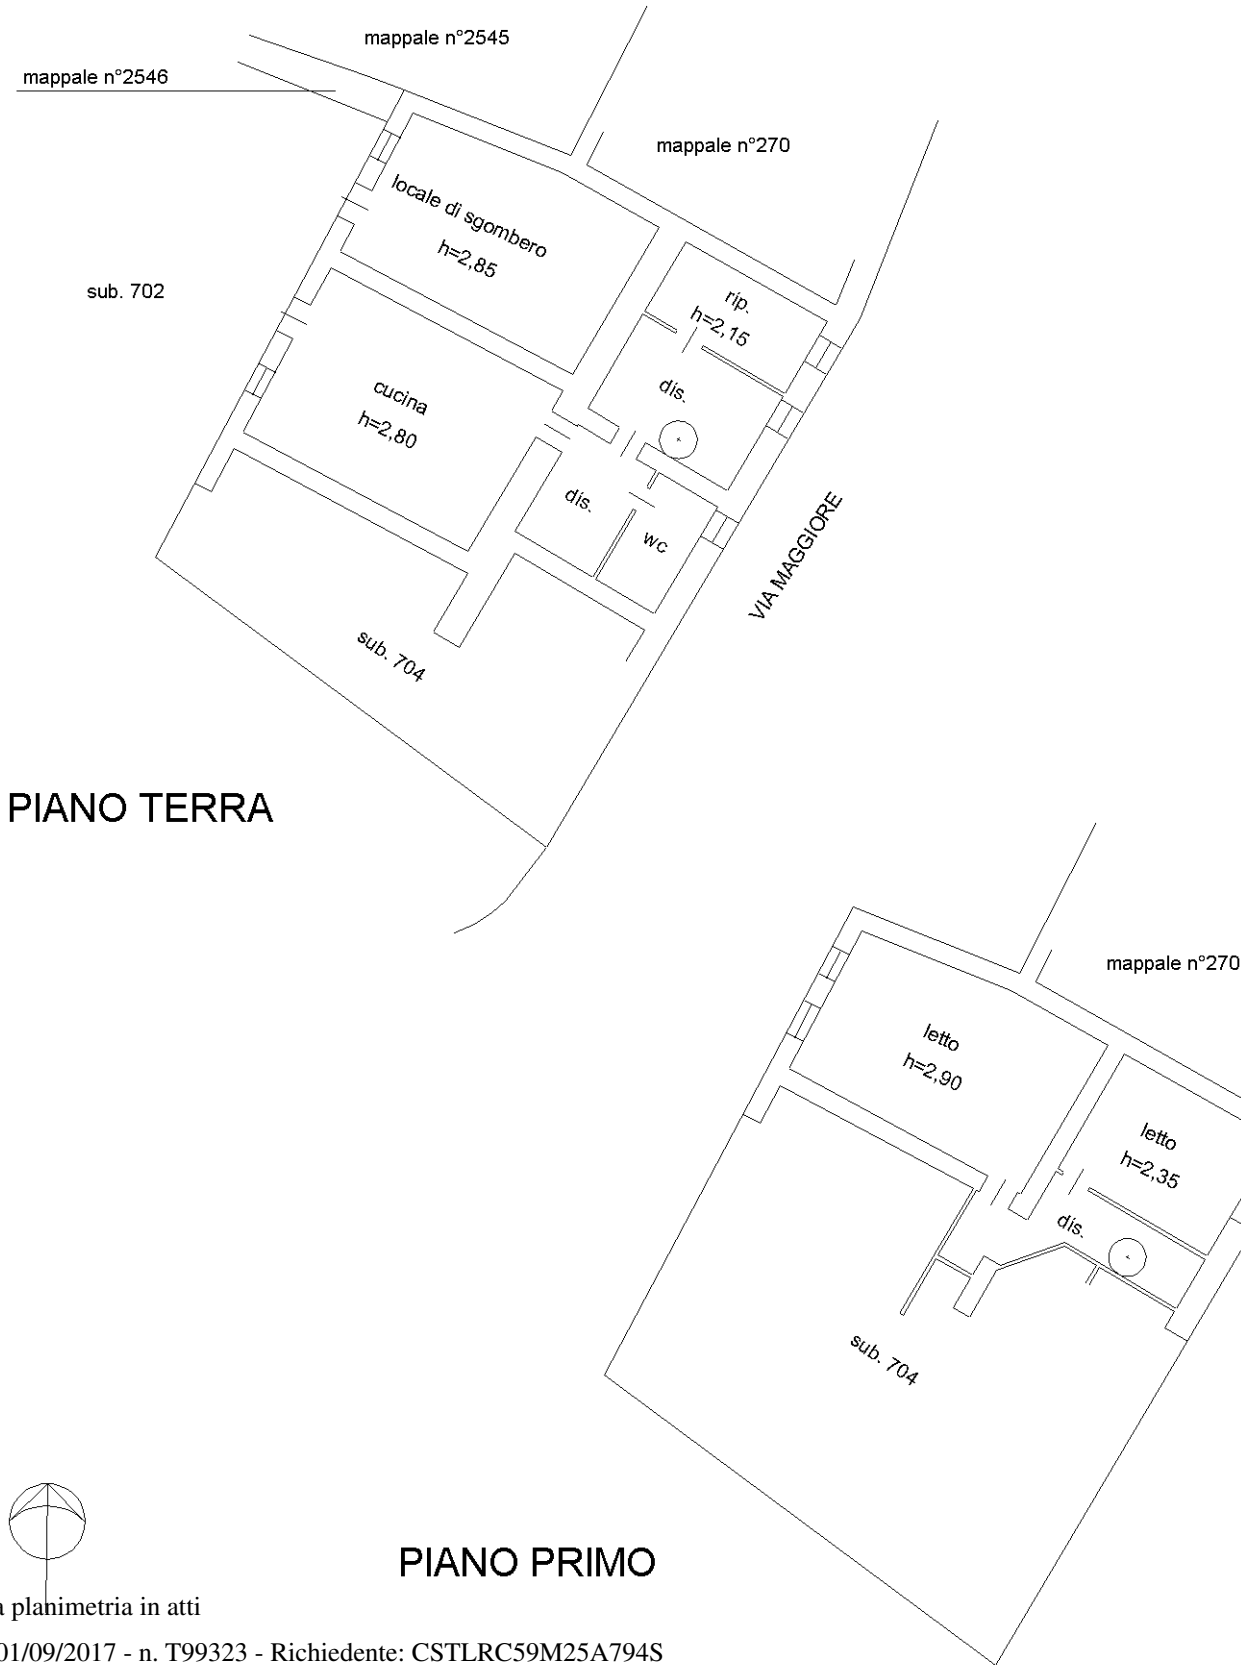 mappale n°2545
mappale n°2546
mappale n°270
locale di sgombero
h=2,85
sub. 702
rip.
h=2,15
cucina
h=2,80
dis.
dis.
wc
VIA MAGGIORE
sub. 704
PIANO TERRA
mappale n°270
letto
h=2,90
letto
h=2,35
dis.
sub. 704
PIANO PRIMO
planimetria in atti
01/09/2017 - n. T99323 - Richiedente: CSTLRC59M25A794S